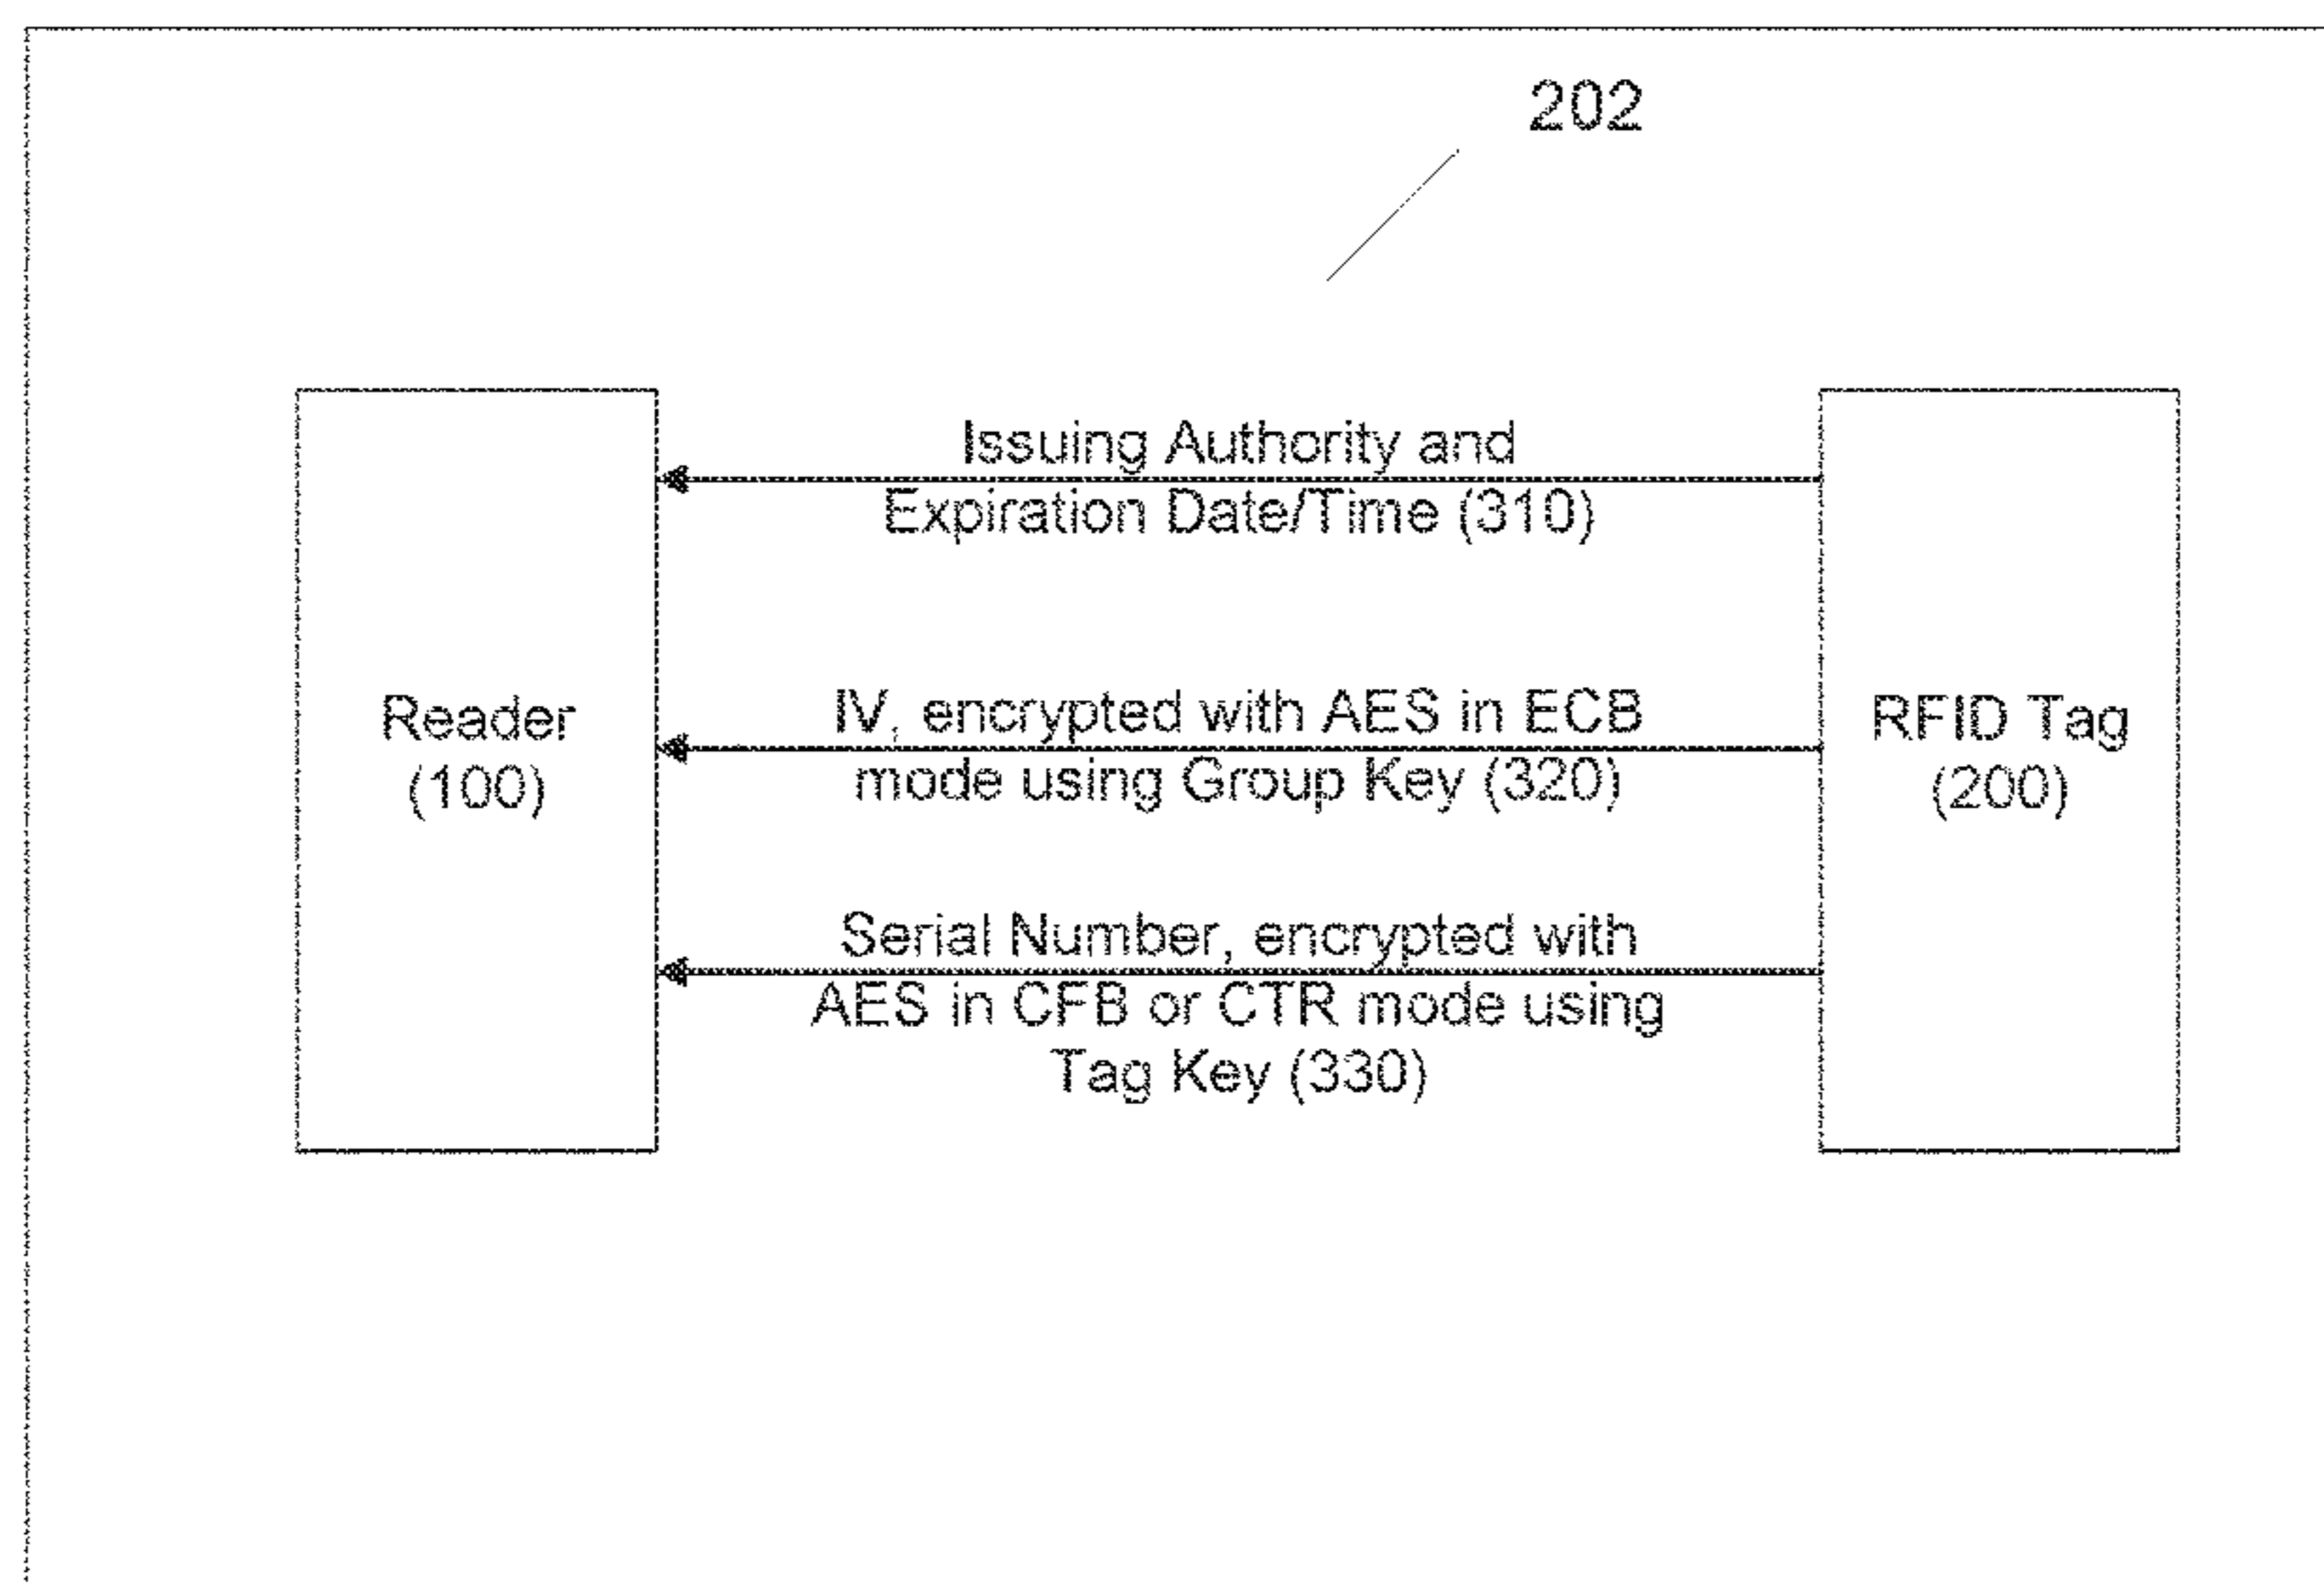 202
Issuing Authority and
Expiration Date/Time (310)
Reader
(100)
IV, encrypted with AES in ECB
mode using Group Key (320)
RFID Tag
(200)
Serial Number, encrypted with
AES in CFB or CTR mode using
Tag Key (330)